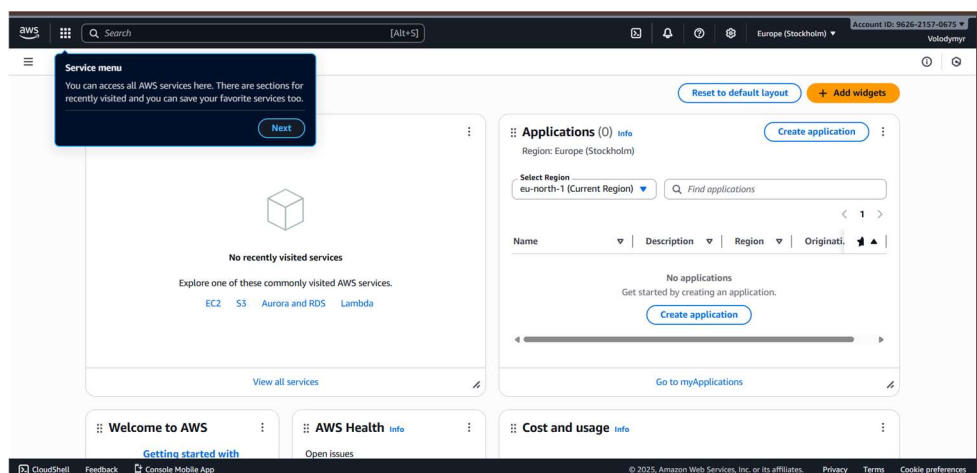 aws
Search [Alt+S]
Europe (Stockholm) ▼
Account ID: 9626-2157-0675 ▼
Volodymyr
Service menu
You can access all AWS services here. There are sections for
recently visited and you can save your favorite services too.
Next
Reset to default layout
+ Add widgets
No recently visited services
Explore one of these commonly visited AWS services.
EC2 S3 Aurora and RDS Lambda
View all services
Applications (0) Info
Create application
Region: Europe (Stockholm)
Select Region
eu-north-1 (Current Region) ▼
Find applications
1
Name Description Region Originati.
No applications
Get started by creating an application.
Create application
Go to myApplications
Welcome to AWS
Getting started with
AWS Health Info
Open issues
Cost and usage Info
CloudShell Feedback Console Mobile App
© 2025, Amazon Web Services, Inc. or its affiliates. Privacy Terms Cookie preferences